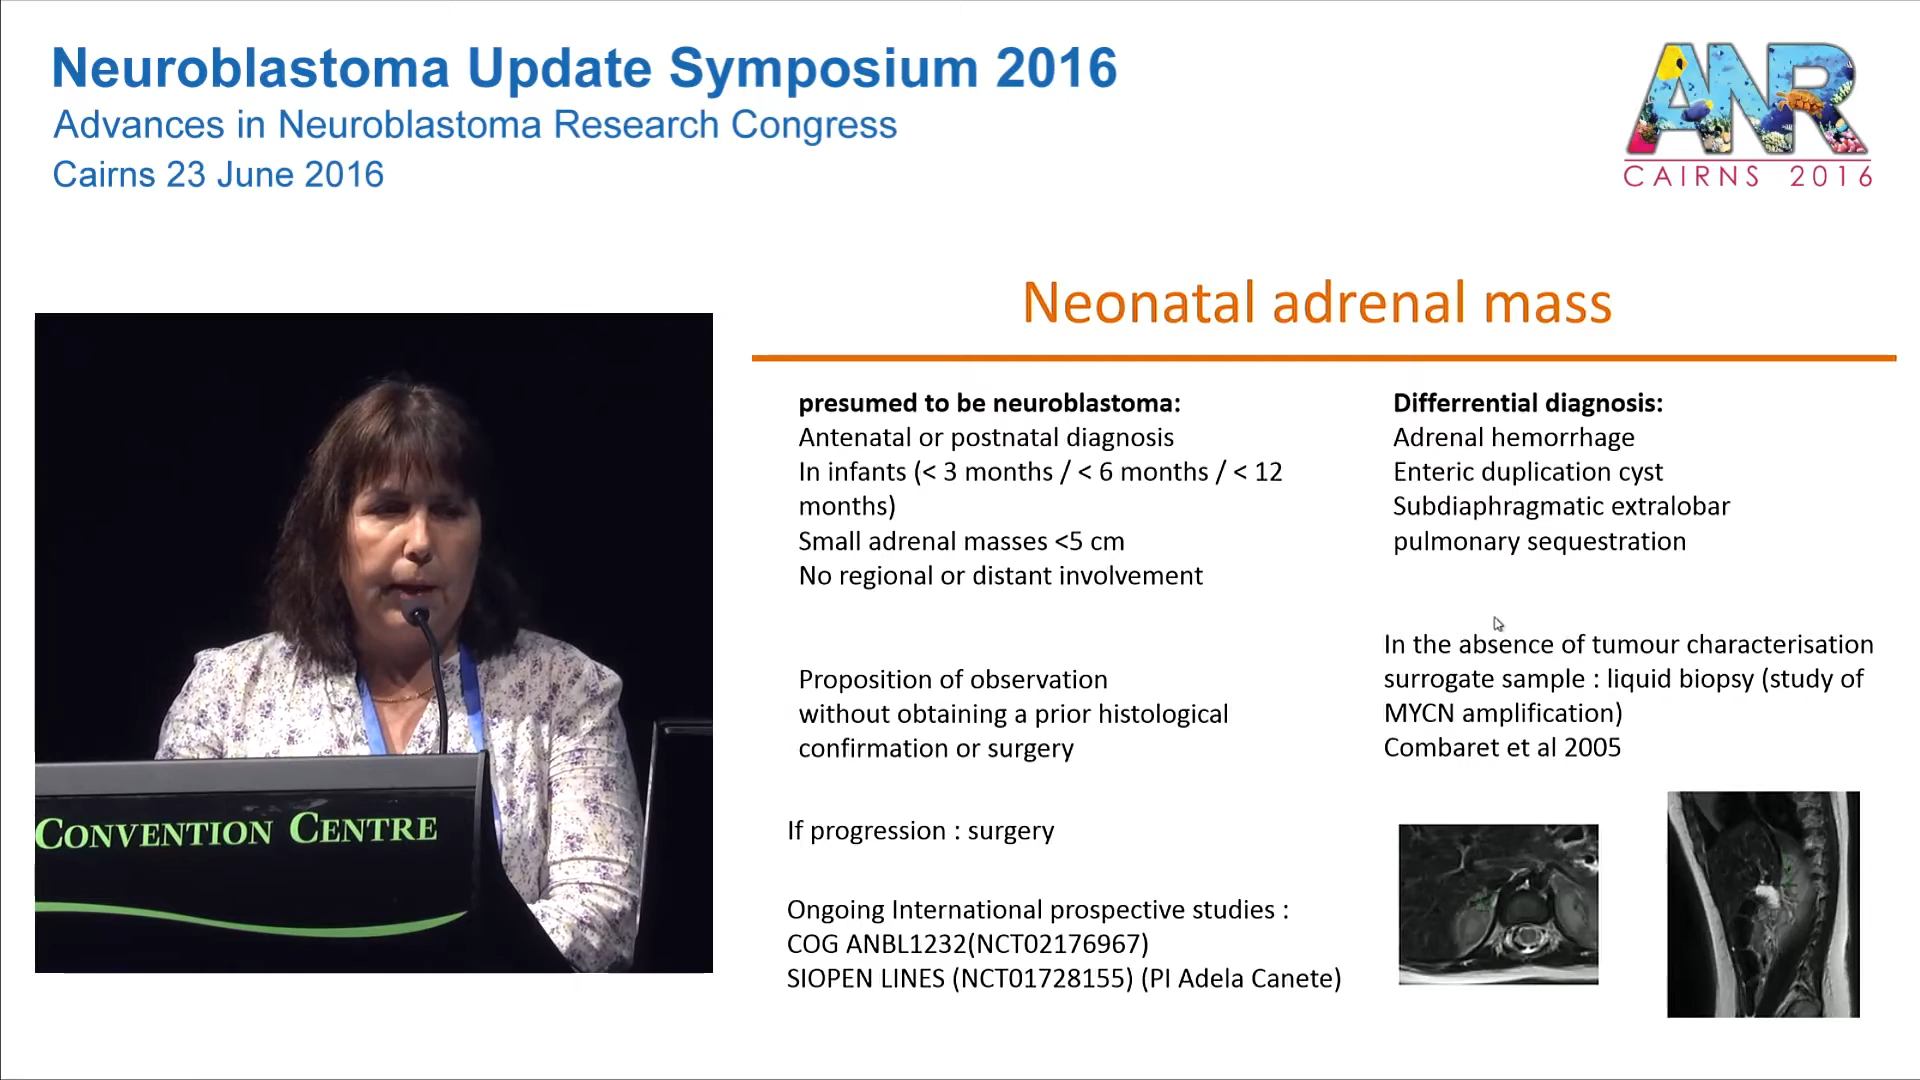 Neuroblastoma Update Symposium 2016
Advances in Neuroblastoma Research Congress
Cairns 23 June 2016
ANR
CAIRNS 2016
Neonatal adrenal mass
presumed to be neuroblastoma:
Antenatal or postnatal diagnosis
In infants (< 3 months / < 6 months / < 12
months)
Small adrenal masses <5 cm
No regional or distant involvement
Proposition of observation
without obtaining a prior histological
confirmation or surgery
If progression : surgery
Ongoing International prospective studies :
COG ANBL1232(NCT02176967)
SIOPEN LINES (NCT01728155) (PI Adela Canete)
Differrential diagnosis:
Adrenal hemorrhage
Enteric duplication cyst
Subdiaphragmatic extralobar
pulmonary sequestration
In the absence of tumour characterisation
surrogate sample : liquid biopsy (study of
MYCN amplification)
Combaret et al 2005
CONVENTION CENTRE